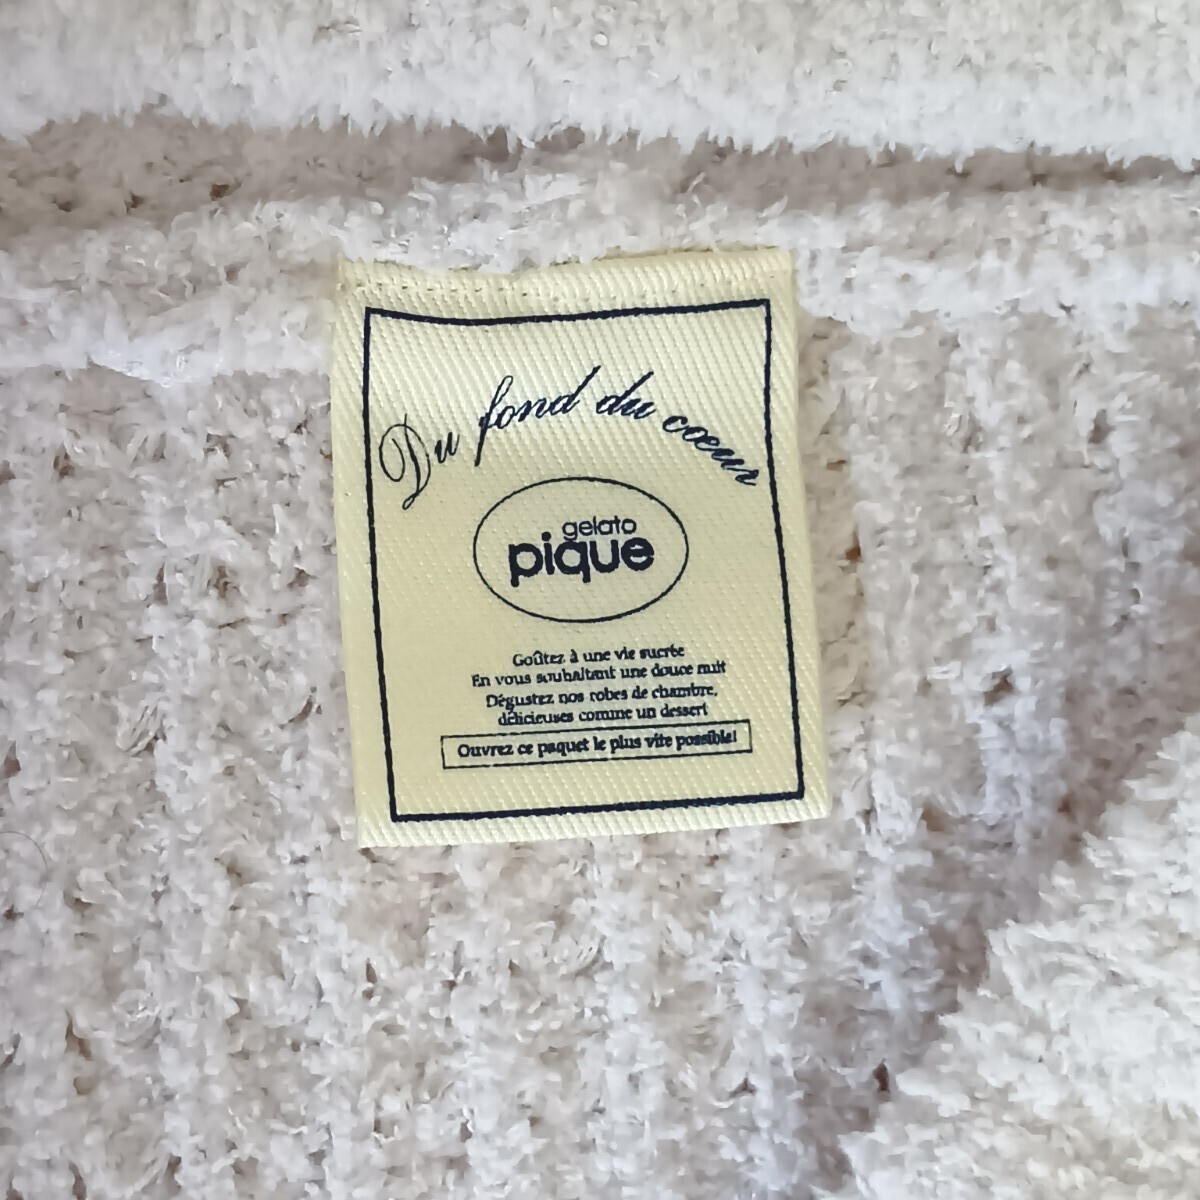 Du fond du cœur
gelato
pique
Goûtez à une vie sucrée
En vous souhaitant une douce nuit
Dégustez nos robes de chambre,
délicieuses comme un dessert
Ouvrez ce paquet le plus vite possible!